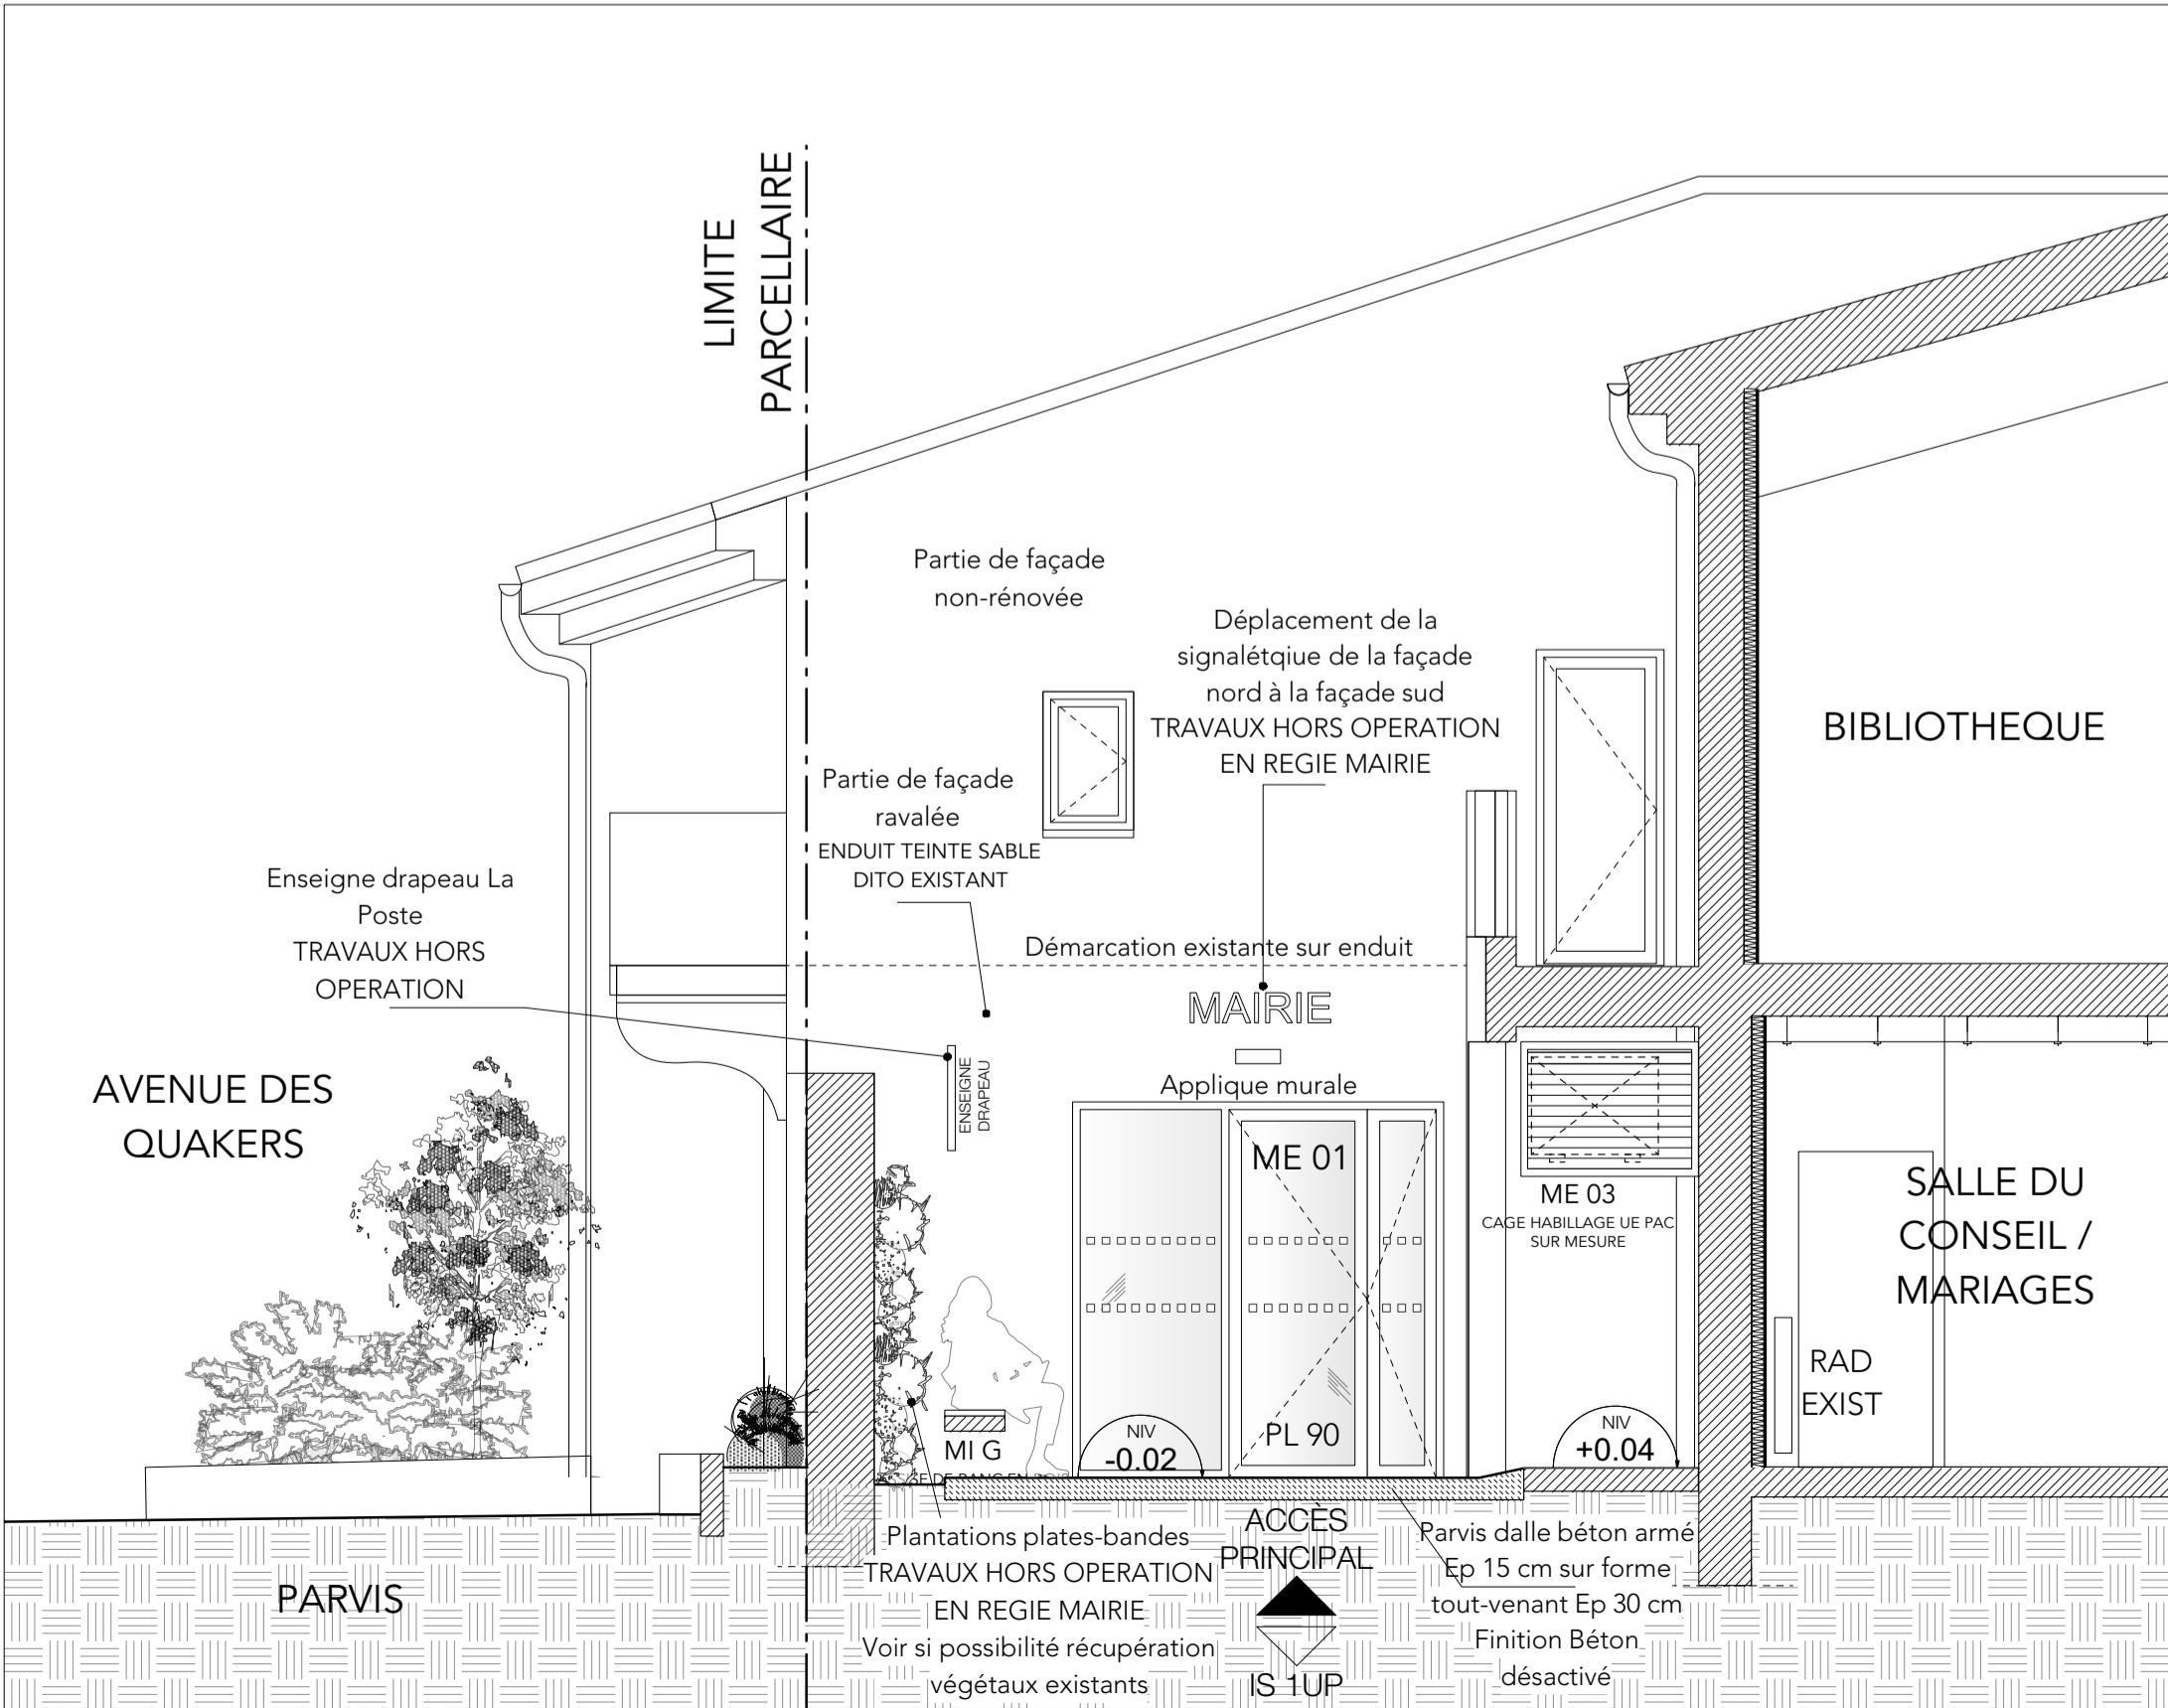 LIMITE
PARCELLAIRE
Partie de façade
non-rénovée
Déplacement de la
signalétqiue de la façade
nord à la façade sud
TRAVAUX HORS OPERATION
EN REGIE MAIRIE
BIBLIOTHEQUE
Partie de façade
ravalée
ENDUIT TEINTE SABLE
DITO EXISTANT
Enseigne drapeau La
Poste
TRAVAUX HORS
OPERATION
Démarcation existante sur enduit
MAIRIE
ENSEIGNE
DRAPEAU
Applique murale
AVENUE DES
QUAKERS
ME 01
ME 03
CAGE HABILLAGE UE PAC
SUR MESURE
SALLE DU
CONSEIL /
MARIAGES
RAD
EXIST
MI G
NIV
-0.02
PL 90
NIV
+0.04
PARVIS
Plantations plates-bandes
TRAVAUX HORS OPERATION
EN REGIE MAIRIE
Voir si possibilité récupération
végétaux existants
ACCÈS
PRINCIPAL
IS 1UP
Parvis dalle béton armé
Ep 15 cm sur forme
tout-venant Ep 30 cm
Finition Béton
désactivé